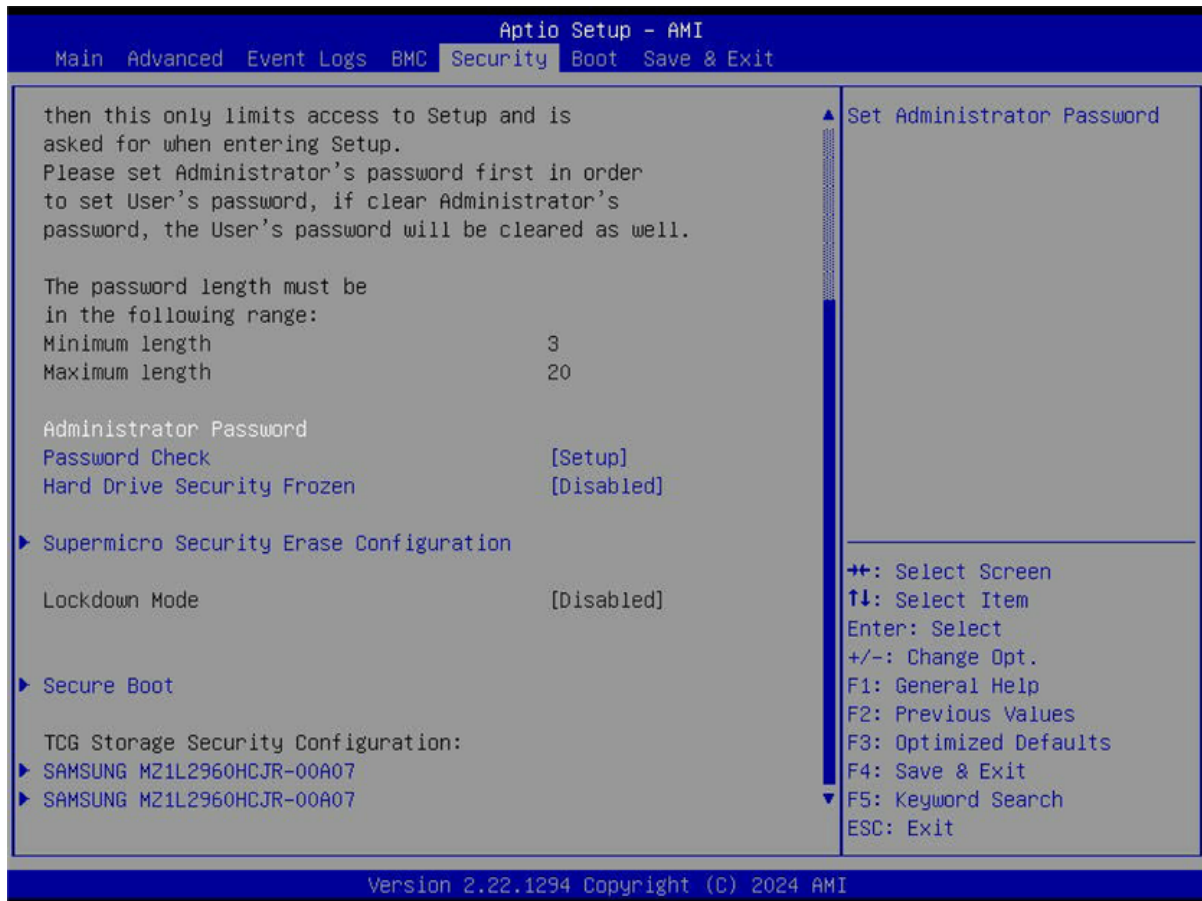 Aptio Setup – AMI
Main Advanced Event Logs BMC Security Boot Save & Exit
then this only limits access to Setup and is
asked for when entering Setup.
Please set Administrator's password first in order
to set User's password, if clear Administrator's
password, the User's password will be cleared as well.
The password length must be
in the following range:
Minimum length 3
Maximum length 20
Administrator Password
Password Check [Setup]
Hard Drive Security Frozen [Disabled]
Supermicro Security Erase Configuration
Lockdown Mode [Disabled]
Secure Boot
TCG Storage Security Configuration:
SAMSUNG MZ1L2960HCJR-00A07
SAMSUNG MZ1L2960HCJR-00A07
Set Administrator Password
→←: Select Screen
↑↓: Select Item
Enter: Select
+/-: Change Opt.
F1: General Help
F2: Previous Values
F3: Optimized Defaults
F4: Save & Exit
F5: Keyword Search
ESC: Exit
Version 2.22.1294 Copyright (C) 2024 AMI